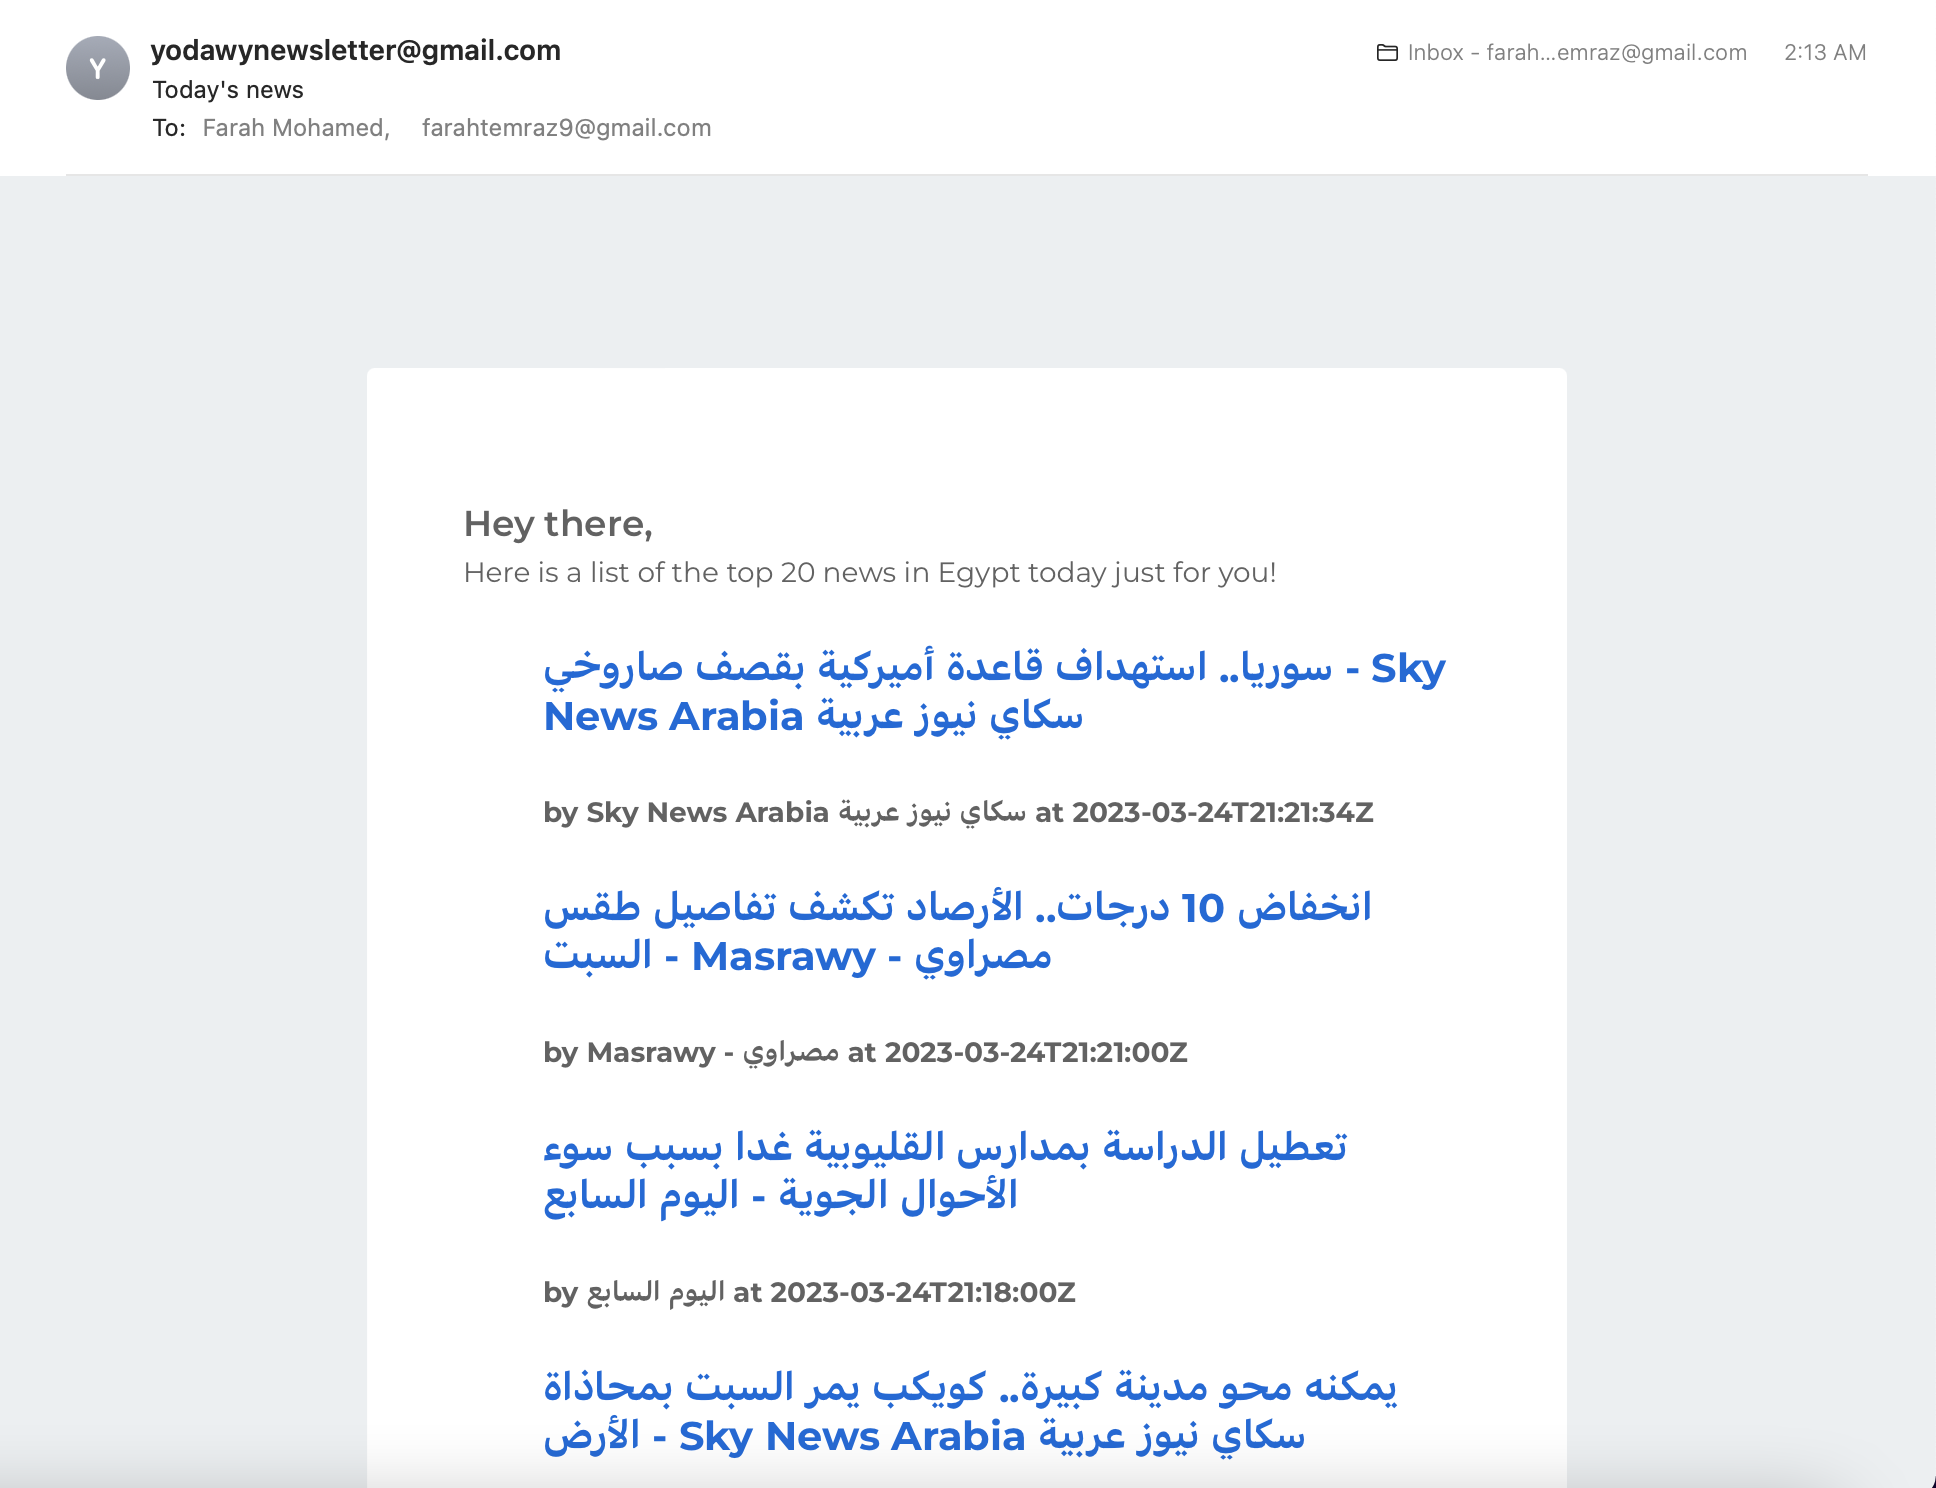 yodawynewsletter@gmail.com
Inbox - farah...emraz@gmail.com 2:13 AM
Y
Today's news
To: Farah Mohamed, farahtemraz9@gmail.com
Hey there,
Here is a list of the top 20 news in Egypt today just for you!
سوريا.. استهداف قاعدة أميركية بقصف صاروخي - Sky
News Arabia سكاي نيوز عربية
by Sky News Arabia سكاي نيوز عربية at 2023-03-24T21:21:34Z
انخفاض 10 درجات.. الأرصاد تكشف تفاصيل طقس
السبت - Masrawy - مصراوي
by Masrawy - مصراوي at 2023-03-24T21:21:00Z
تعطيل الدراسة بمدارس القليوبية غدا بسبب سوء
الأحوال الجوية - اليوم السابع
by اليوم السابع at 2023-03-24T21:18:00Z
يمكنه محو مدينة كبيرة.. كويكب يمر السبت بمحاذاة
الأرض - Sky News Arabia سكاي نيوز عربية